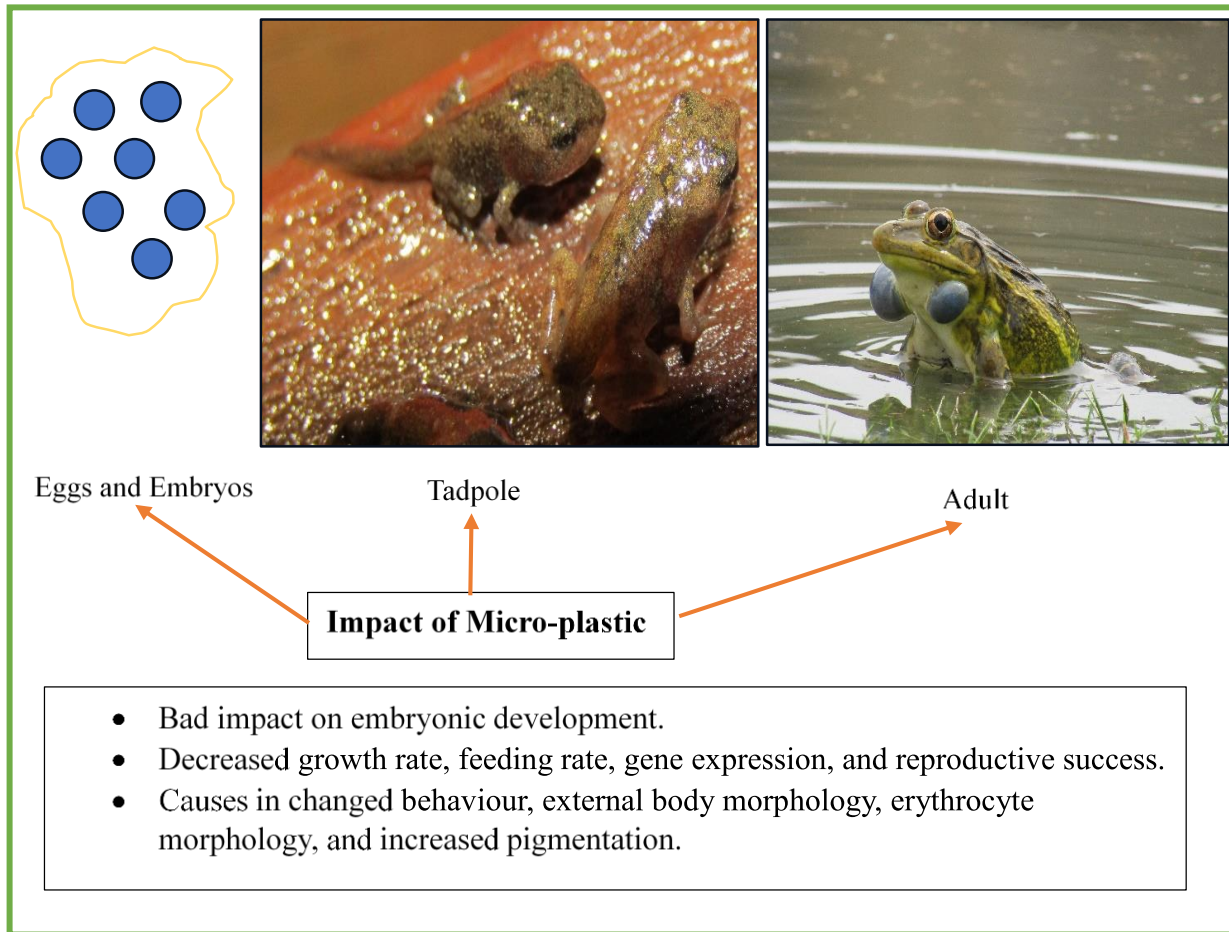 Eggs and Embryos
Tadpole
Adult
Impact of Micro-plastic
• Bad impact on embryonic development.
• Decreased growth rate, feeding rate, gene expression, and reproductive success.
• Causes in changed behaviour, external body morphology, erythrocyte
morphology, and increased pigmentation.